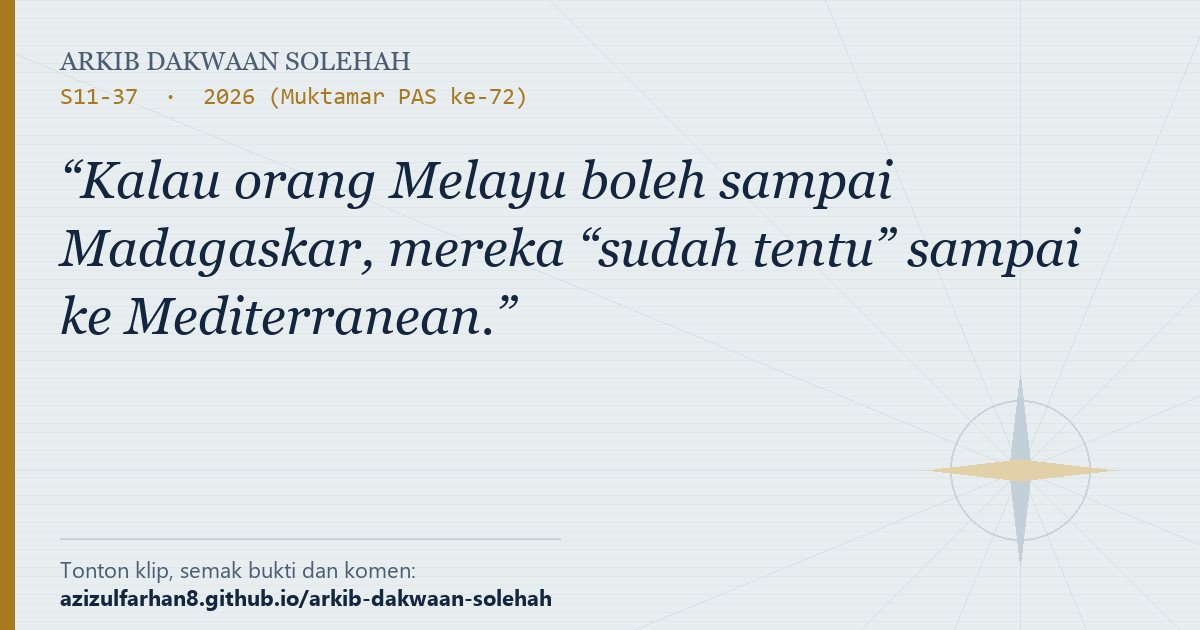 ARKIB DAKWAAN SOLEHAH
S11-37 · 2026 (Muktamar PAS ke-72)
“Kalau orang Melayu boleh sampai
Madagaskar, mereka “sudah tentu” sampai
ke Mediterranean.”
Tonton klip, semak bukti dan komen:
azizulfarhan8.github.io/arkib-dakwaan-solehah